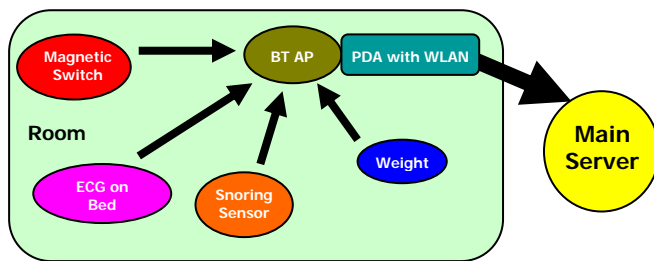 Magnetic
Switch
BT AP
PDA with WLAN
Room
Main
Server
Weight
ECG on
Bed
Snoring
Sensor